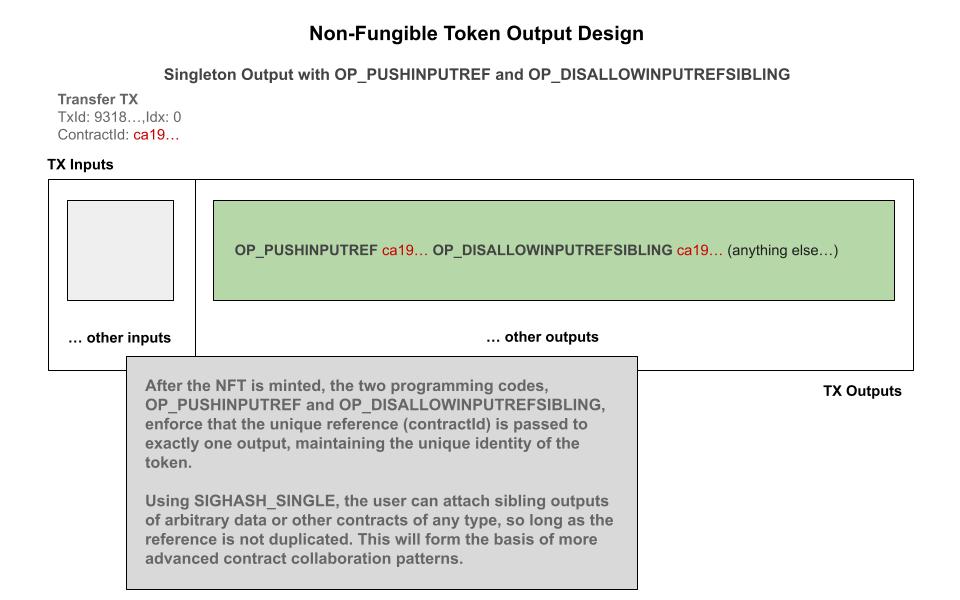 Non-Fungible Token Output Design
Singleton Output with OP_PUSHINPUTREF and OP_DISALLOWINPUTREFSIBLING
Transfer TX
TxId: 9318…,Idx: 0
ContractId: ca19…
TX Inputs
OP_PUSHINPUTREF ca19… OP_DISALLOWINPUTREFSIBLING ca19… (anything else…)
… other inputs
… other outputs
TX Outputs
After the NFT is minted, the two programming codes,
OP_PUSHINPUTREF and OP_DISALLOWINPUTREFSIBLING,
enforce that the unique reference (contractId) is passed to
exactly one output, maintaining the unique identity of the
token.
Using SIGHASH_SINGLE, the user can attach sibling outputs
of arbitrary data or other contracts of any type, so long as the
reference is not duplicated. This will form the basis of more
advanced contract collaboration patterns.